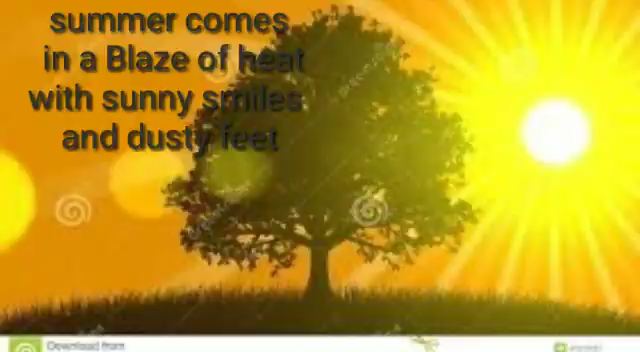 summer comes
in a Blaze of heat
with sunny smiles
and dusty feet
Download from